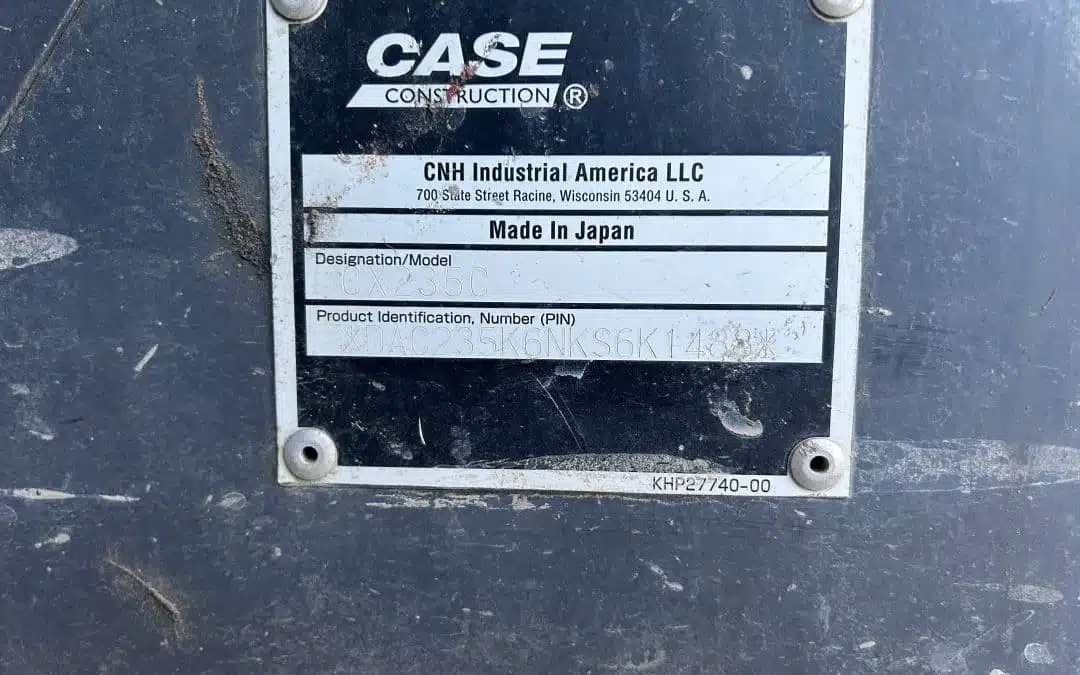 CASE
CONSTRUCTION ®
CNH Industrial America LLC
700 State Street Racine, Wisconsin 53404 U. S. A.
Made In Japan
Designation/Model
CX235C
Product Identification, Number (PIN)
*DAC235K6NKS6K1483*
KHP27740-00